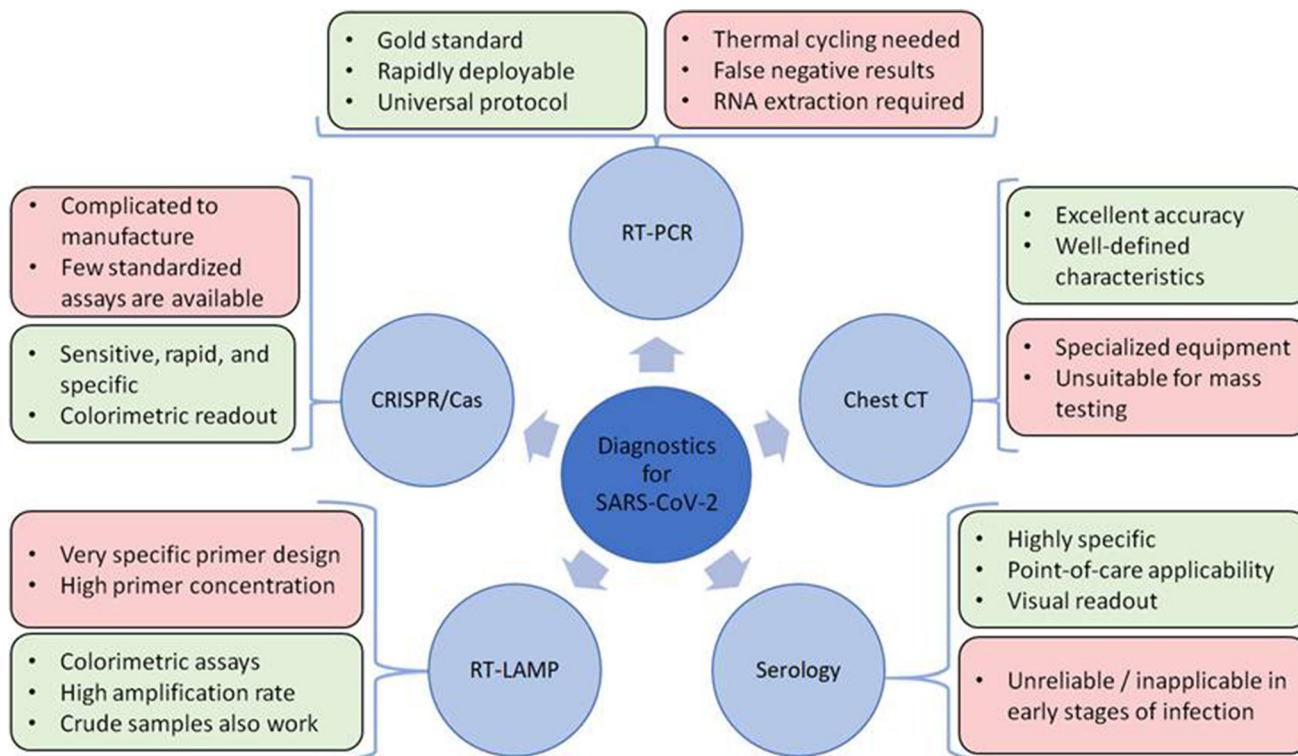 • Gold standard
• Rapidly deployable
• Universal protocol
• Thermal cycling needed
• False negative results
• RNA extraction required
RT-PCR
• Complicated to
manufacture
• Few standardized
assays are available
• Sensitive, rapid, and
specific
• Colorimetric readout
CRISPR/Cas
• Excellent accuracy
• Well-defined
characteristics
• Specialized equipment
• Unsuitable for mass
testing
Chest CT
Diagnostics
for
SARS-CoV-2
• Very specific primer design
• High primer concentration
• Colorimetric assays
• High amplification rate
• Crude samples also work
RT-LAMP
• Highly specific
• Point-of-care applicability
• Visual readout
• Unreliable / inapplicable in
early stages of infection
Serology